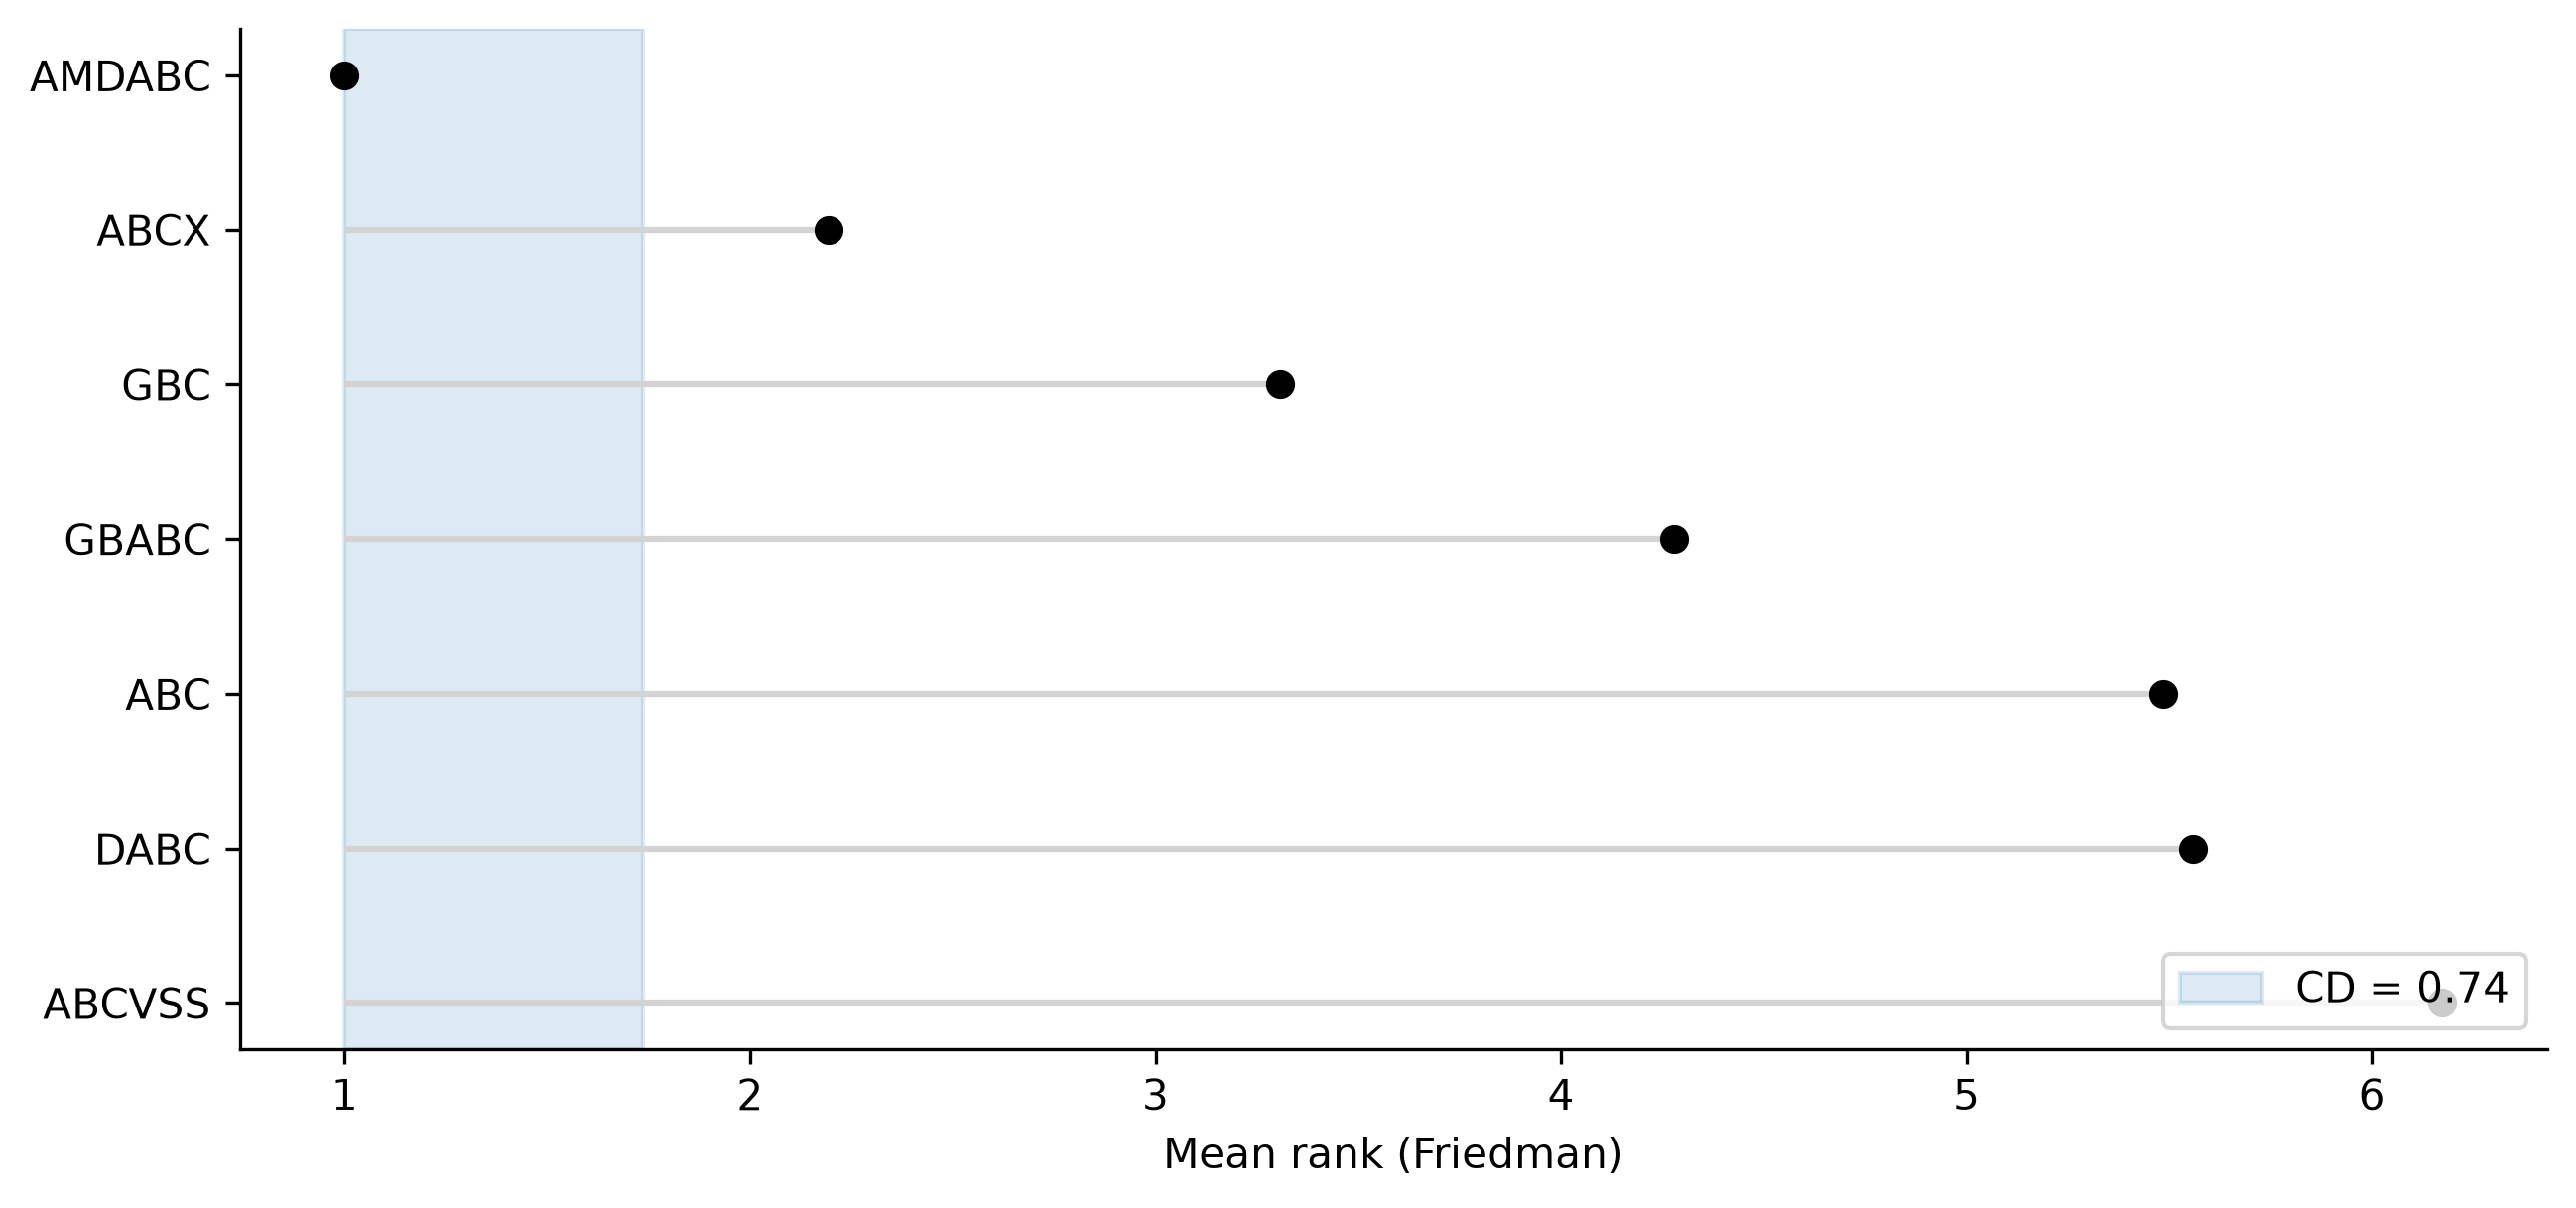 AMDABC
ABCX
GBC
GBABC
ABC
DABC
ABCVSS
CD = 0.74
1 2 3 4 5 6
Mean rank (Friedman)